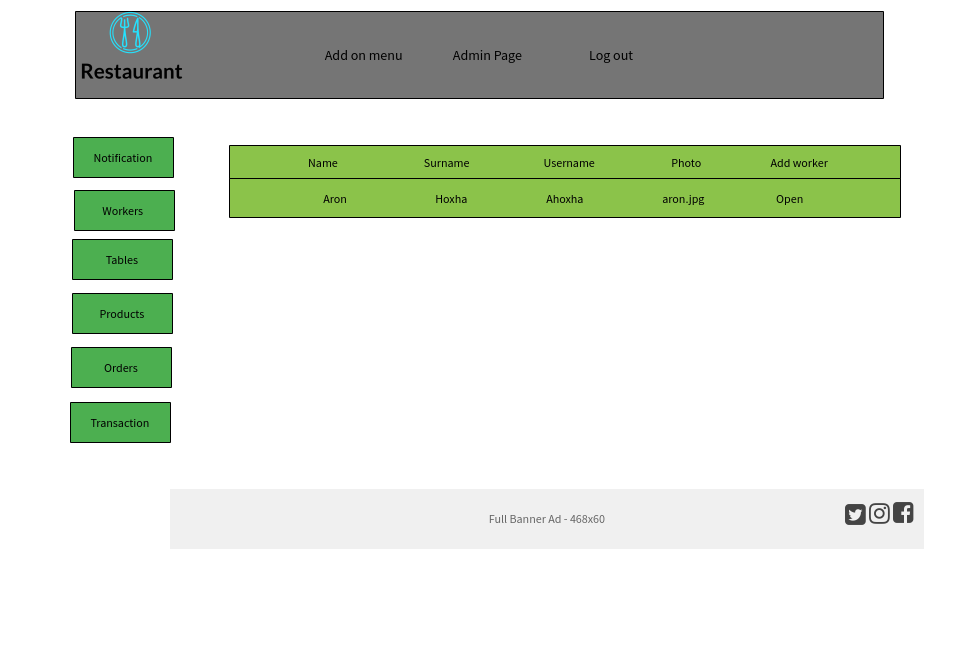 Restaurant
Add on menu Admin Page Log out
Notification
Workers
Tables
Products
Orders
Transaction
Name Surname Username Photo Add worker
Aron Hoxha Ahoxha aron.jpg Open
Full Banner Ad - 468x60